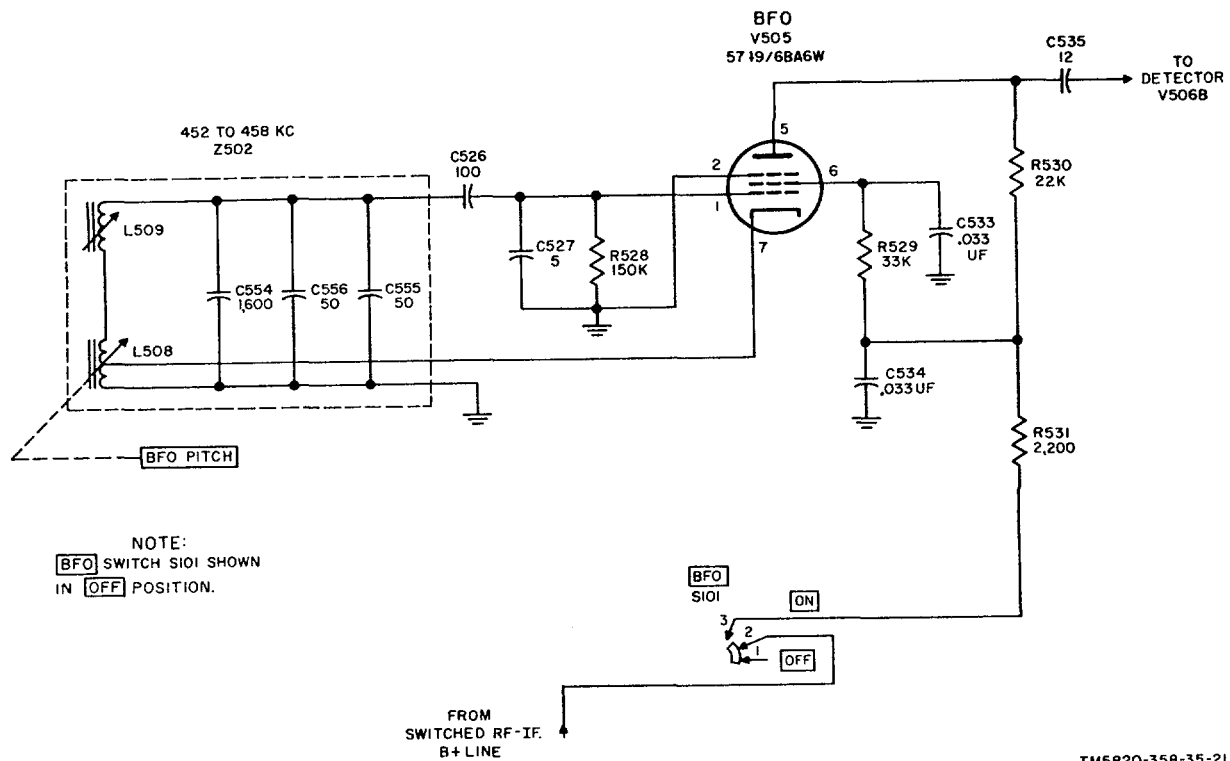 BFO
V505
5749/6BA6W
C535
12
TO
DETECTOR
V506B
452 TO 458 KC
Z502
C526
100
5
2
6
1
7
R530
22K
L509
C533
.033
UF
C527
5
R528
150K
R529
33K
C554
1,600
C556
50
C555
50
L508
C534
.033UF
R531
2,200
BFO PITCH
NOTE:
BFO SWITCH S101 SHOWN
IN OFF POSITION.
BFO
S101
ON
3
2
1
OFF
FROM
SWITCHED RF-IF.
B+ LINE
TM5820-358-35-21